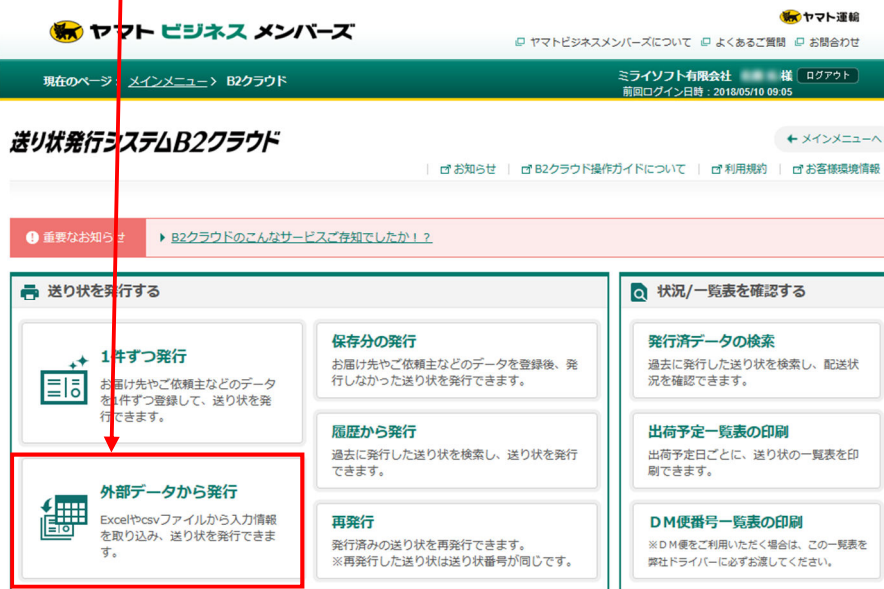 ヤマト運輸
ヤマト ビジネス メンバーズ
ヤマトビジネスメンバーズについて よくあるご質問 お問合わせ
現在のページ： メインメニュー > B2クラウド
ミライソフト有限会社 様 ログアウト
前回ログイン日時：2018/05/10 09:05
送り状発行システムB2クラウド
メインメニューへ
お知らせ B2クラウド操作ガイドについて 利用規約 お客様環境情報
重要なお知らせ B2クラウドのこんなサービスご存知でしたか！？
送り状を発行する
1件ずつ発行
お届け先やご依頼主などのデータ
を1件ずつ登録して、送り状を発
行できます。
外部データから発行
Excelやcsvファイルから入力情報
を取り込み、送り状を発行できま
す。
保存分の発行
お届け先やご依頼主などのデータを登録後、発
行しなかった送り状を発行できます。
履歴から発行
過去に発行した送り状を検索し、送り状を発行
できます。
再発行
発行済みの送り状を再発行できます。
※再発行した送り状は送り状番号が同じです。
状況/一覧表を確認する
発行済データの検索
過去に発行した送り状を検索し、配送状
況を確認できます。
出荷予定一覧表の印刷
出荷予定日ごとに、送り状の一覧表を印
刷できます。
ＤＭ便番号一覧表の印刷
※ＤＭ便をご利用いただく場合は、この一覧表を
弊社ドライバーに必ずお渡してください。